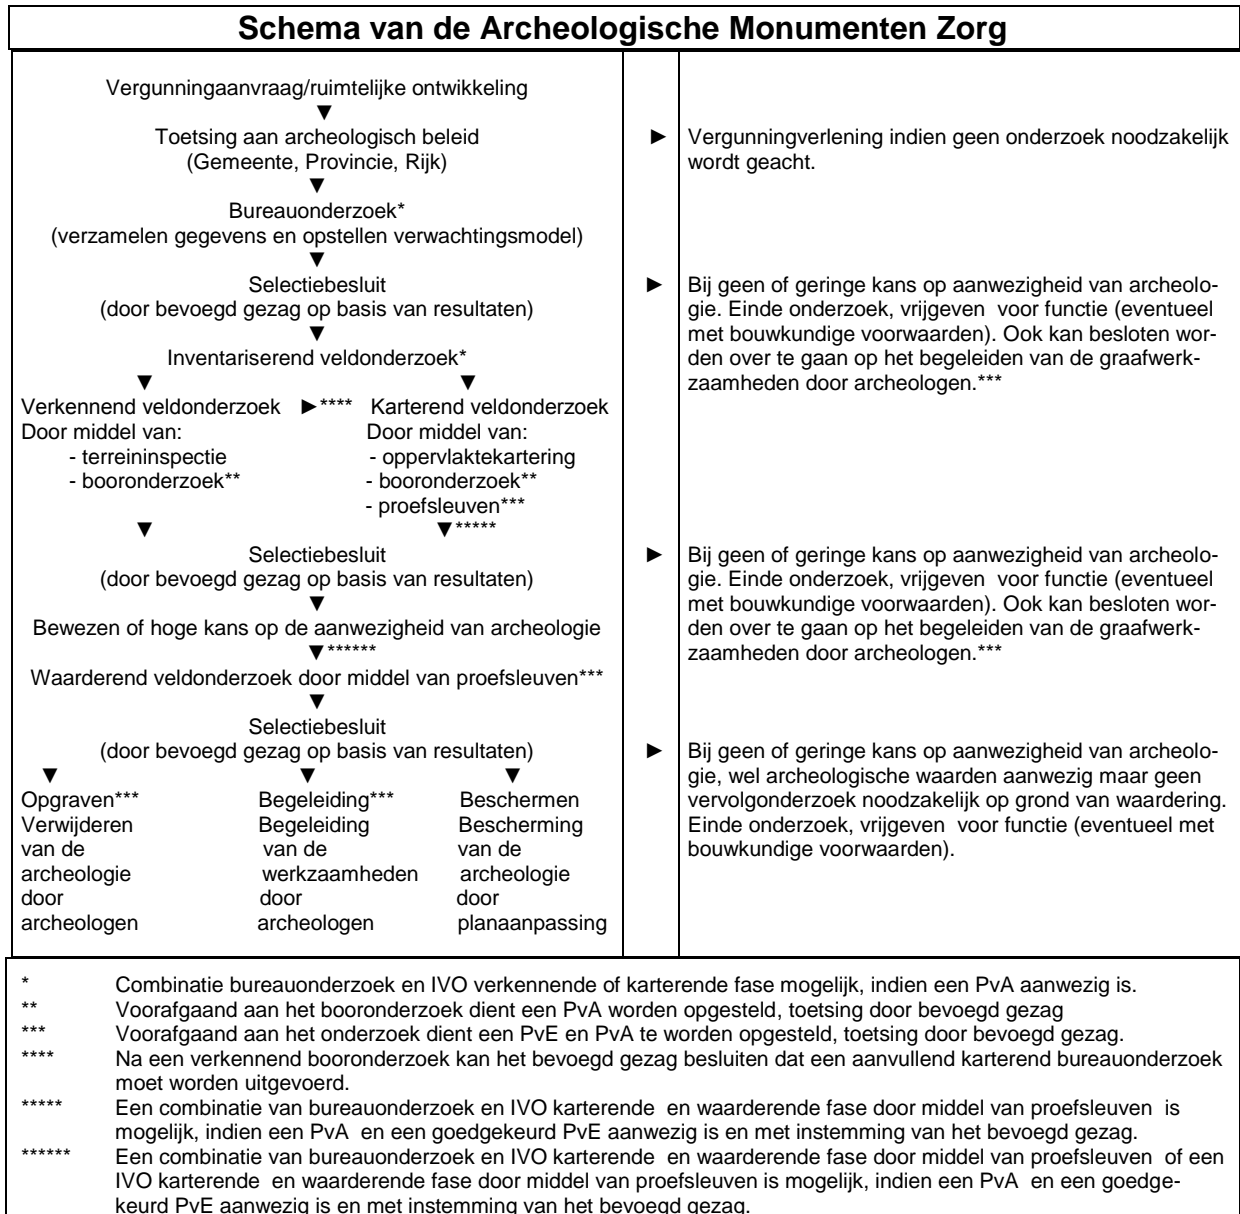 Schema van de Archeologische Monumenten Zorg
Vergunningaanvraag/ruimtelijke ontwikkeling
▼
Toetsing aan archeologisch beleid
(Gemeente, Provincie, Rijk)
► Vergunningverlening indien geen onderzoek noodzakelijk
wordt geacht.
▼
Bureauonderzoek*
(verzamelen gegevens en opstellen verwachtingsmodel)
▼
Selectiebesluit
(door bevoegd gezag op basis van resultaten)
► Bij geen of geringe kans op aanwezigheid van archeolo-
gie. Einde onderzoek, vrijgeven  voor functie (eventueel
met bouwkundige voorwaarden). Ook kan besloten wor-
den over te gaan op het begeleiden van de graafwerk-
zaamheden door archeologen.***
▼
Inventariserend veldonderzoek*
▼ ▼
Verkennend veldonderzoek ►**** Karterend veldonderzoek
Door middel van: Door middel van:
- terreininspectie - oppervlaktekartering
- booronderzoek** - booronderzoek**
- proefsleuven***
▼ ▼*****
Selectiebesluit
(door bevoegd gezag op basis van resultaten)
► Bij geen of geringe kans op aanwezigheid van archeolo-
gie. Einde onderzoek, vrijgeven  voor functie (eventueel
met bouwkundige voorwaarden). Ook kan besloten wor-
den over te gaan op het begeleiden van de graafwerk-
zaamheden door archeologen.***
▼
Bewezen of hoge kans op de aanwezigheid van archeologie
▼******
Waarderend veldonderzoek door middel van proefsleuven***
▼
Selectiebesluit
(door bevoegd gezag op basis van resultaten)
► Bij geen of geringe kans op aanwezigheid van archeolo-
gie, wel archeologische waarden aanwezig maar geen
vervolgonderzoek noodzakelijk op grond van waardering.
Einde onderzoek, vrijgeven  voor functie (eventueel met
bouwkundige voorwaarden).
▼ ▼ ▼
Opgraven*** Begeleiding*** Beschermen
Verwijderen Begeleiding Bescherming
van de van de van de
archeologie werkzaamheden archeologie
door door door
archeologen archeologen planaanpassing
* Combinatie bureauonderzoek en IVO verkennende of karterende fase mogelijk, indien een PvA aanwezig is.
** Voorafgaand aan het booronderzoek dient een PvA worden opgesteld, toetsing door bevoegd gezag
*** Voorafgaand aan het onderzoek dient een PvE en PvA te worden opgesteld, toetsing door bevoegd gezag.
**** Na een verkennend booronderzoek kan het bevoegd gezag besluiten dat een aanvullend karterend bureauonderzoek
moet worden uitgevoerd.
***** Een combinatie van bureauonderzoek en IVO karterende  en waarderende fase door middel van proefsleuven  is
mogelijk, indien een PvA  en een goedgekeurd PvE aanwezig is en met instemming van het bevoegd gezag.
****** Een combinatie van bureauonderzoek en IVO karterende  en waarderende fase door middel van proefsleuven  of een
IVO karterende  en waarderende fase door middel van proefsleuven is mogelijk, indien een PvA  en een goedge-
keurd PvE aanwezig is en met instemming van het bevoegd gezag.